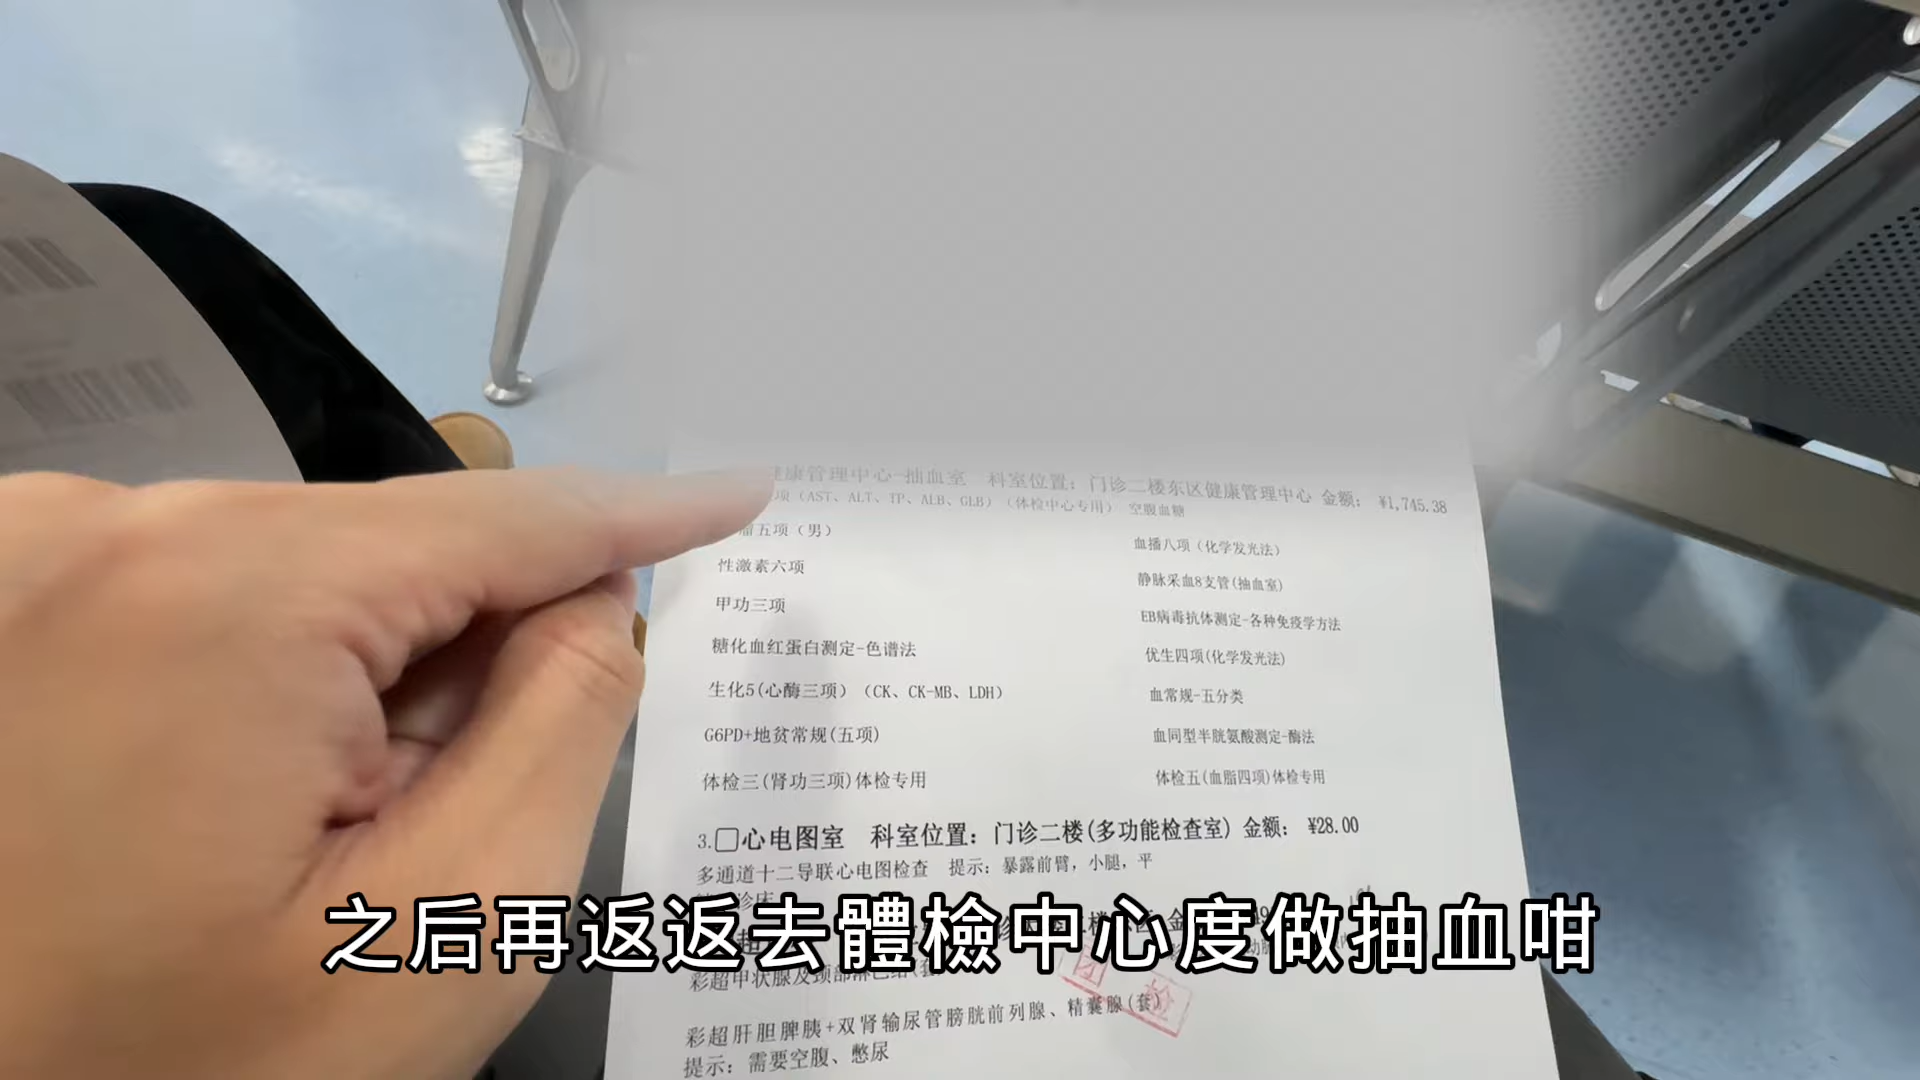 健康管理中心-抽血室 科室位置：门诊二楼东区健康管理中心 金额： ¥1,745.38
项（AST、ALT、TP、ALB、GLB）（体检中心专用） 空腹血糖
五项（男）
血播八项（化学发光法）
性激素六项
静脉采血8支管(抽血室)
甲功三项
EB病毒抗体测定-各种免疫学方法
糖化血红蛋白测定-色谱法
优生四项(化学发光法)
生化5(心酶三项)（CK、CK-MB、LDH）
血常规-五分类
G6PD+地贫常规(五项)
血同型半胱氨酸测定-酶法
体检三(肾功三项)体检专用
体检五(血脂四项)体检专用
3.□心电图室 科室位置：门诊二楼(多功能检查室) 金额： ¥28.00
多通道十二导联心电图检查 提示：暴露前臂，小腿，平
之后再返返去體檢中心度做抽血咁
彩超甲状腺及颈部淋巴结(套)
彩超肝胆脾胰+双肾输尿管膀胱前列腺、精囊腺(套)
提示：需要空腹、憋尿
团检